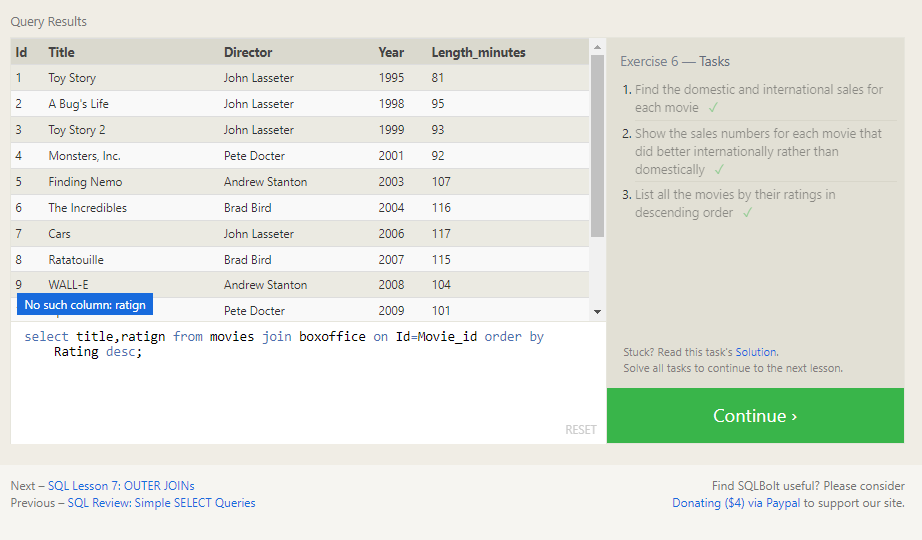 Query Results
Id Title Director Year Length_minutes
1 Toy Story John Lasseter 1995 81
2 A Bug's Life John Lasseter 1998 95
3 Toy Story 2 John Lasseter 1999 93
4 Monsters, Inc. Pete Docter 2001 92
5 Finding Nemo Andrew Stanton 2003 107
6 The Incredibles Brad Bird 2004 116
7 Cars John Lasseter 2006 117
8 Ratatouille Brad Bird 2007 115
9 WALL-E Andrew Stanton 2008 104
Pete Docter 2009 101
No such column: ratign
select title,ratign from movies join boxoffice on Id=Movie_id order by
Rating desc;
RESET
Exercise 6 — Tasks
1. Find the domestic and international sales for
each movie ✓
2. Show the sales numbers for each movie that
did better internationally rather than
domestically ✓
3. List all the movies by their ratings in
descending order ✓
Stuck? Read this task's Solution.
Solve all tasks to continue to the next lesson.
Continue ›
Next – SQL Lesson 7: OUTER JOINs
Previous – SQL Review: Simple SELECT Queries
Find SQLBolt useful? Please consider
Donating ($4) via Paypal to support our site.